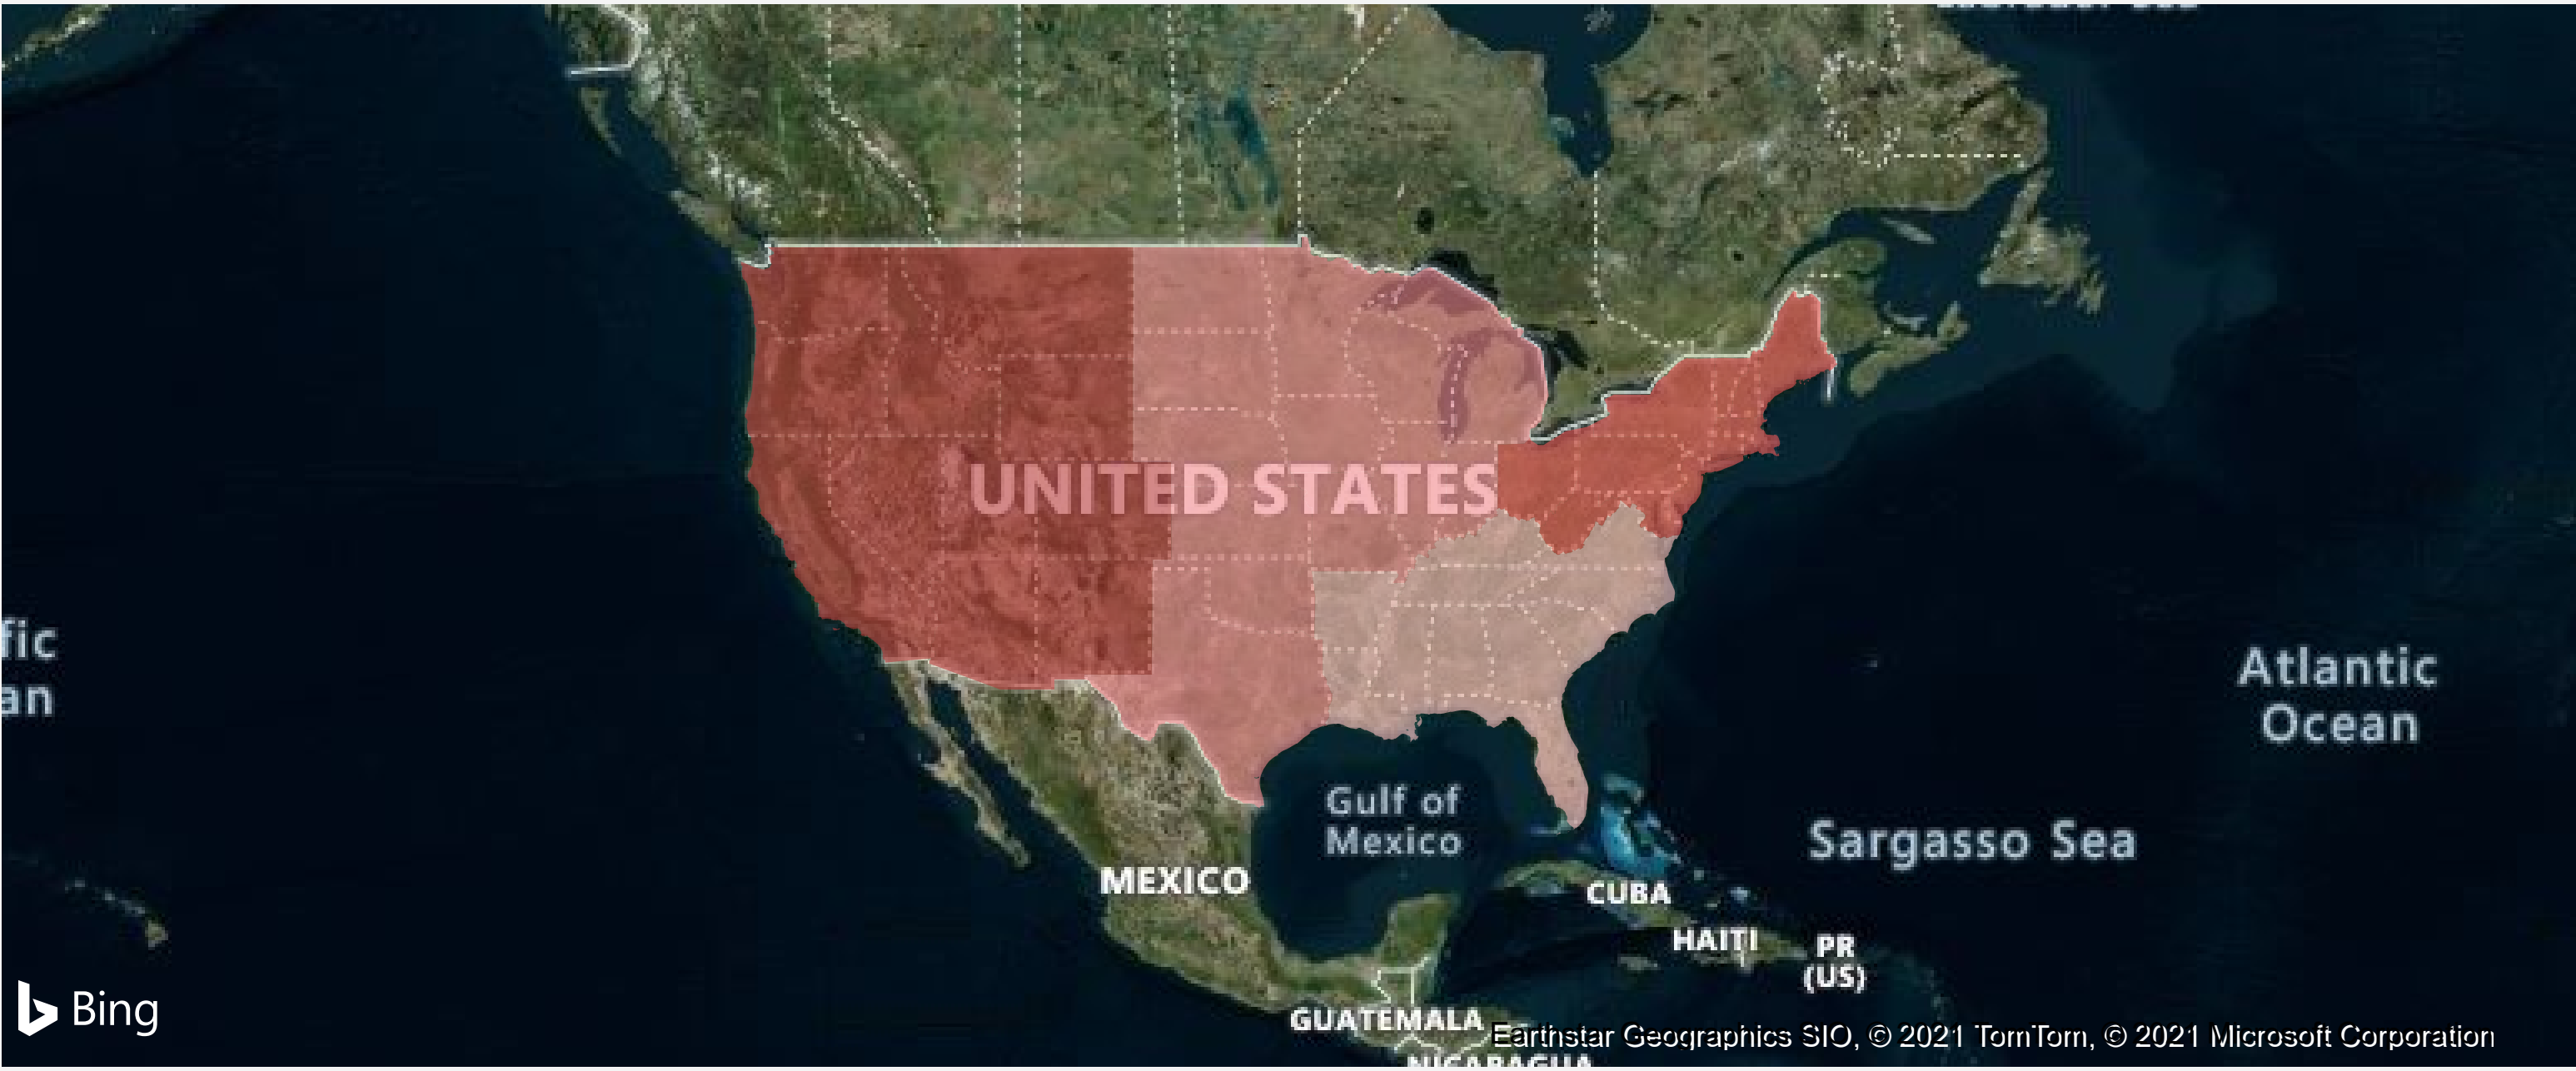 UNITED STATES
fic
an
Atlantic
Ocean
Gulf of
Mexico
Sargasso Sea
MEXICO
CUBA
HAITI
PR
(US)
Bing
GUATEMALA
Earthstar Geographics SIO, © 2021 TomTom, © 2021 Microsoft Corporation
NICARAGUA